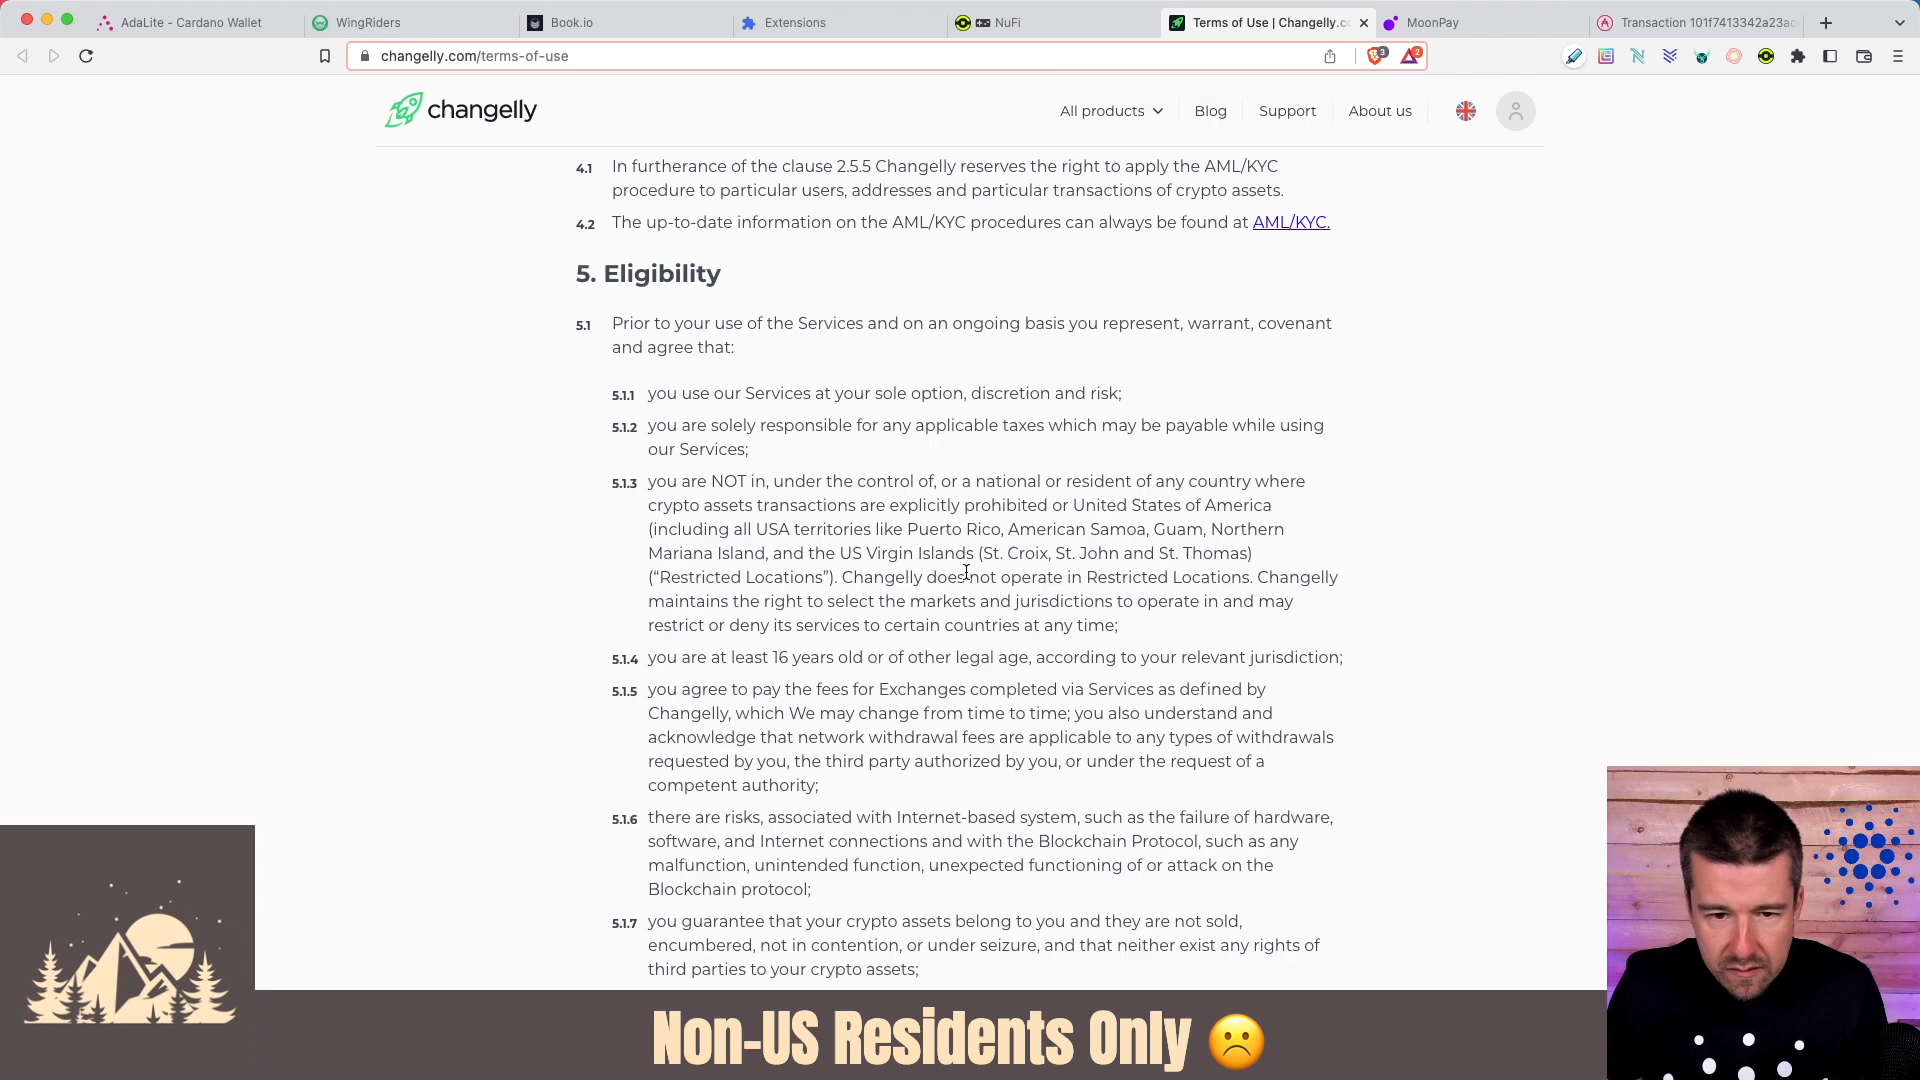 AdaLite - Cardano Wallet
WingRiders
Book.io
Extensions
NuFi
Terms of Use | Changelly.co
MoonPay
Transaction 101f7413342a23ac
changelly.com/terms-of-use
3
2
changelly
All products
Blog
Support
About us
4.1 In furtherance of the clause 2.5.5 Changelly reserves the right to apply the AML/KYC
procedure to particular users, addresses and particular transactions of crypto assets.
4.2 The up-to-date information on the AML/KYC procedures can always be found at AML/KYC.
5. Eligibility
5.1 Prior to your use of the Services and on an ongoing basis you represent, warrant, covenant
and agree that:
5.1.1 you use our Services at your sole option, discretion and risk;
5.1.2 you are solely responsible for any applicable taxes which may be payable while using
our Services;
5.1.3 you are NOT in, under the control of, or a national or resident of any country where
crypto assets transactions are explicitly prohibited or United States of America
(including all USA territories like Puerto Rico, American Samoa, Guam, Northern
Mariana Island, and the US Virgin Islands (St. Croix, St. John and St. Thomas)
(“Restricted Locations”). Changelly does not operate in Restricted Locations. Changelly
maintains the right to select the markets and jurisdictions to operate in and may
restrict or deny its services to certain countries at any time;
5.1.4 you are at least 16 years old or of other legal age, according to your relevant jurisdiction;
5.1.5 you agree to pay the fees for Exchanges completed via Services as defined by
Changelly, which We may change from time to time; you also understand and
acknowledge that network withdrawal fees are applicable to any types of withdrawals
requested by you, the third party authorized by you, or under the request of a
competent authority;
5.1.6 there are risks, associated with Internet-based system, such as the failure of hardware,
software, and Internet connections and with the Blockchain Protocol, such as any
malfunction, unintended function, unexpected functioning of or attack on the
Blockchain protocol;
5.1.7 you guarantee that your crypto assets belong to you and they are not sold,
encumbered, not in contention, or under seizure, and that neither exist any rights of
third parties to your crypto assets;
Non-US Residents Only ☹️